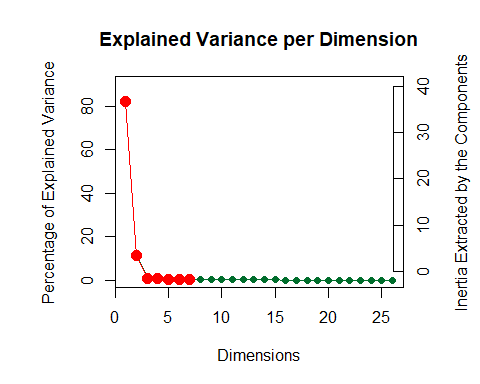 Explained Variance per Dimension
Percentage of Explained Variance
0 20 40 60 80
0 5 10 15 20 25
Dimensions
0 10 20 30 40
Inertia Extracted by the Components